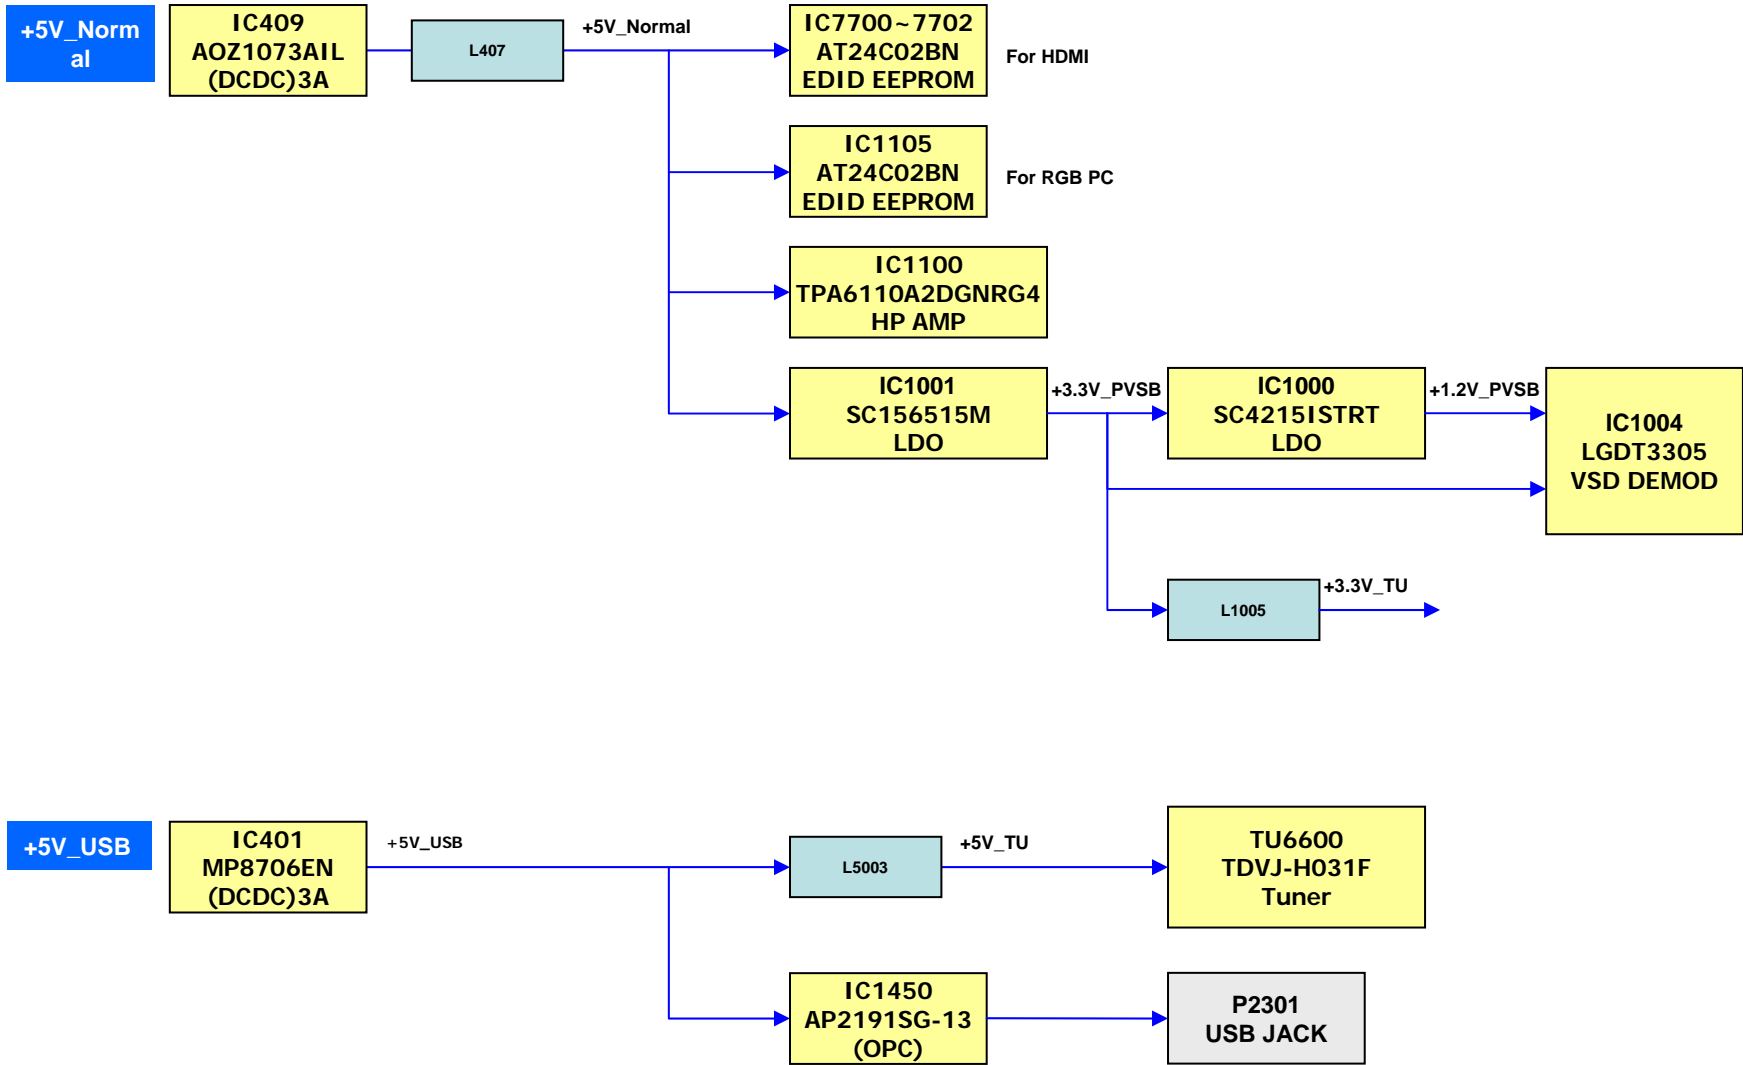 +5V_Norm
al
IC409
AOZ1073AIL
(DCDC)3A
L407
+5V_Normal
IC7700~7702
AT24C02BN
EDID EEPROM
For HDMI
IC1105
AT24C02BN
EDID EEPROM
For RGB PC
IC1100
TPA6110A2DGNRG4
HP AMP
IC1001
SC156515M
LDO
+3.3V_PVSB
IC1000
SC4215ISTRT
LDO
+1.2V_PVSB
IC1004
LGDT3305
VSD DEMOD
L1005
+3.3V_TU
+5V_USB
IC401
MP8706EN
(DCDC)3A
+5V_USB
L5003
+5V_TU
TU6600
TDVJ-H031F
Tuner
IC1450
AP2191SG-13
(OPC)
P2301
USB JACK